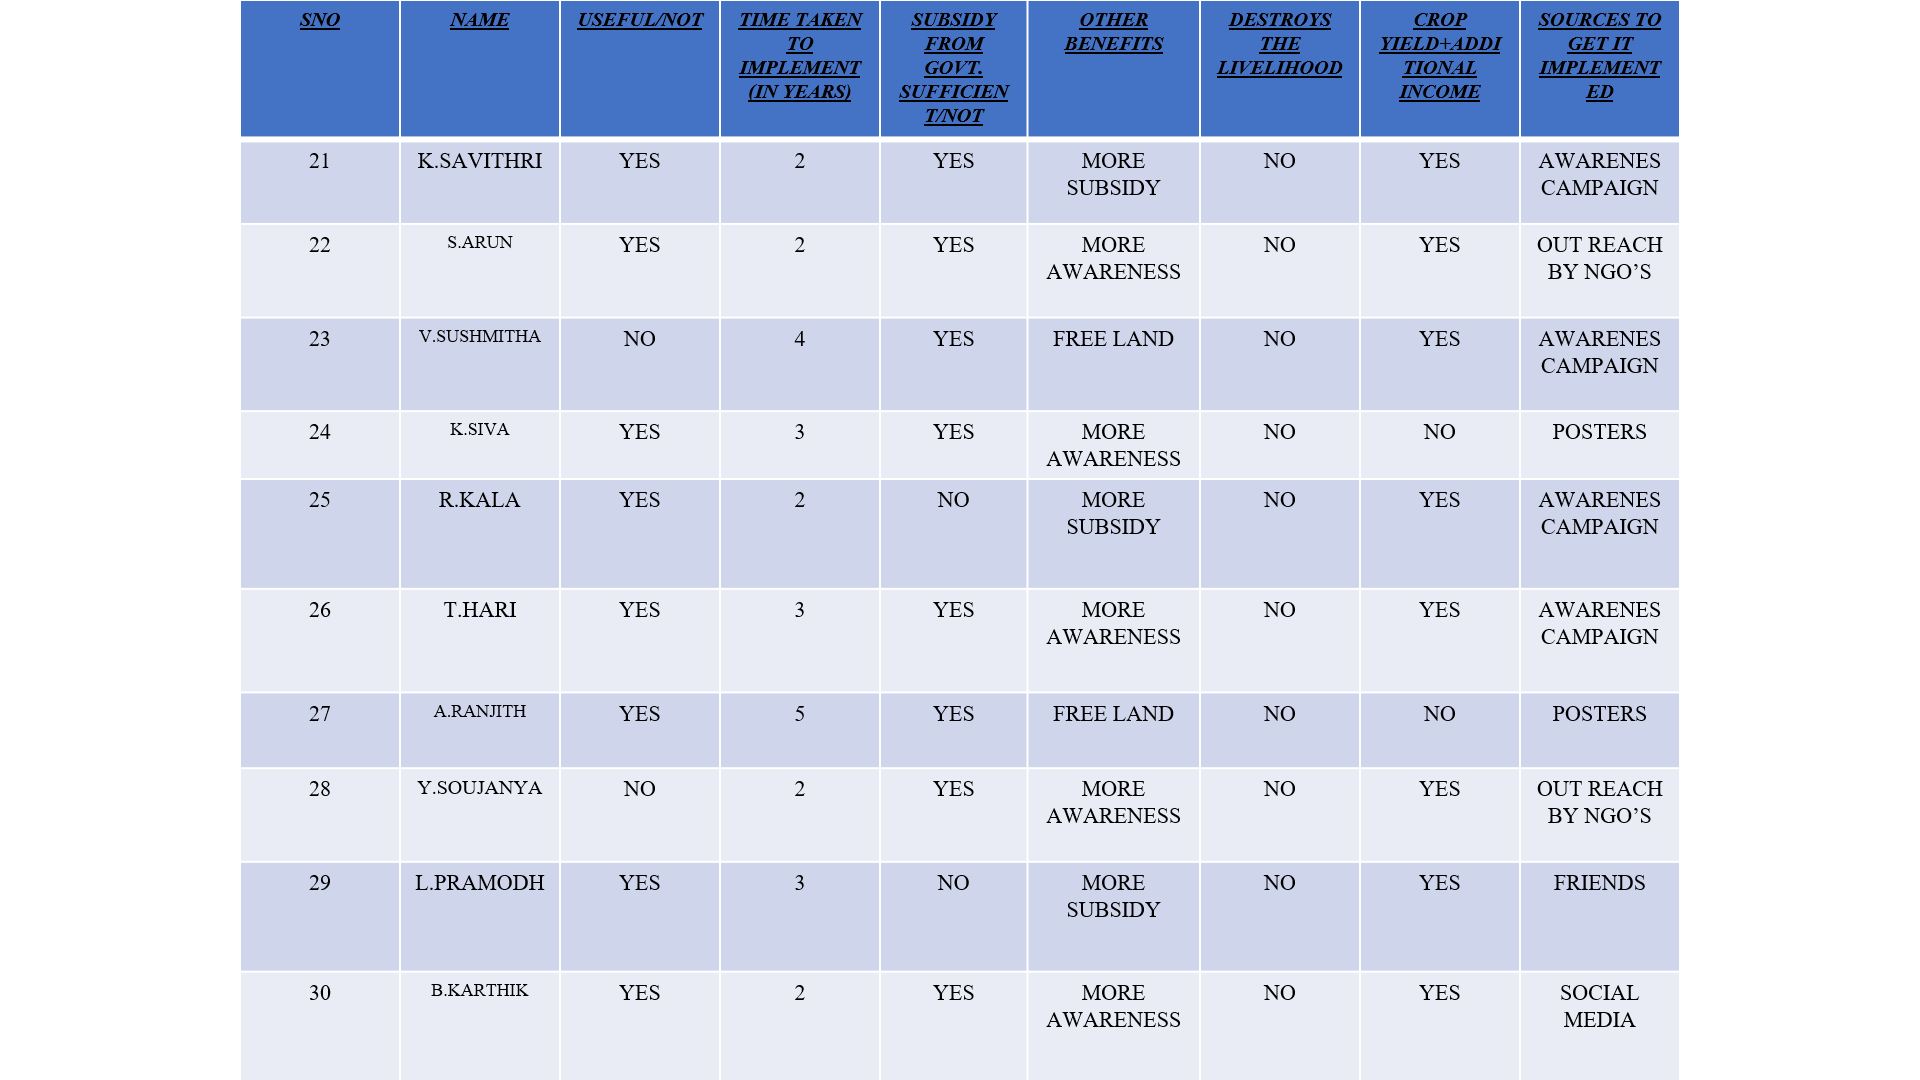 SNO
NAME
USEFUL/NOT
TIME TAKEN
TO
IMPLEMENT
(IN YEARS)
SUBSIDY
FROM
GOVT.
SUFFICIEN
T/NOT
OTHER
BENEFITS
DESTROYS
THE
LIVELIHOOD
CROP
YIELD+ADDI
TIONAL
INCOME
SOURCES TO
GET IT
IMPLEMENT
ED
21
K.SAVITHRI
YES
2
YES
MORE
SUBSIDY
NO
YES
AWARENES
CAMPAIGN
22
S.ARUN
YES
2
YES
MORE
AWARENESS
NO
YES
OUT REACH
BY NGO’S
23
V.SUSHMITHA
NO
4
YES
FREE LAND
NO
YES
AWARENES
CAMPAIGN
24
K.SIVA
YES
3
YES
MORE
AWARENESS
NO
NO
POSTERS
25
R.KALA
YES
2
NO
MORE
SUBSIDY
NO
YES
AWARENES
CAMPAIGN
26
T.HARI
YES
3
YES
MORE
AWARENESS
NO
YES
AWARENES
CAMPAIGN
27
A.RANJITH
YES
5
YES
FREE LAND
NO
NO
POSTERS
28
Y.SOUJANYA
NO
2
YES
MORE
AWARENESS
NO
YES
OUT REACH
BY NGO’S
29
L.PRAMODH
YES
3
NO
MORE
SUBSIDY
NO
YES
FRIENDS
30
B.KARTHIK
YES
2
YES
MORE
AWARENESS
NO
YES
SOCIAL
MEDIA